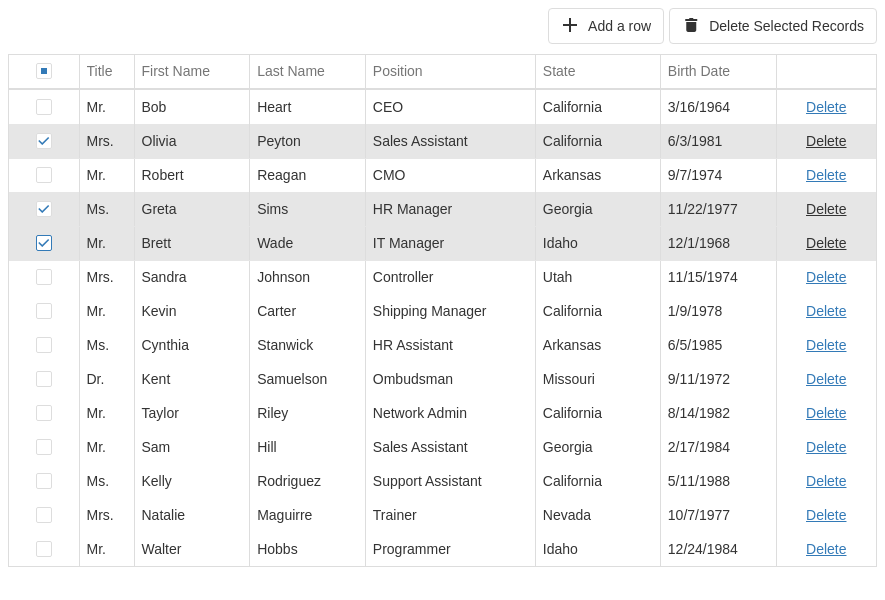 Add a row Delete Selected Records
Title First Name Last Name Position State Birth Date
Mr. Bob Heart CEO California 3/16/1964 Delete
Mrs. Olivia Peyton Sales Assistant California 6/3/1981 Delete
Mr. Robert Reagan CMO Arkansas 9/7/1974 Delete
Ms. Greta Sims HR Manager Georgia 11/22/1977 Delete
Mr. Brett Wade IT Manager Idaho 12/1/1968 Delete
Mrs. Sandra Johnson Controller Utah 11/15/1974 Delete
Mr. Kevin Carter Shipping Manager California 1/9/1978 Delete
Ms. Cynthia Stanwick HR Assistant Arkansas 6/5/1985 Delete
Dr. Kent Samuelson Ombudsman Missouri 9/11/1972 Delete
Mr. Taylor Riley Network Admin California 8/14/1982 Delete
Mr. Sam Hill Sales Assistant Georgia 2/17/1984 Delete
Ms. Kelly Rodriguez Support Assistant California 5/11/1988 Delete
Mrs. Natalie Maguirre Trainer Nevada 10/7/1977 Delete
Mr. Walter Hobbs Programmer Idaho 12/24/1984 Delete